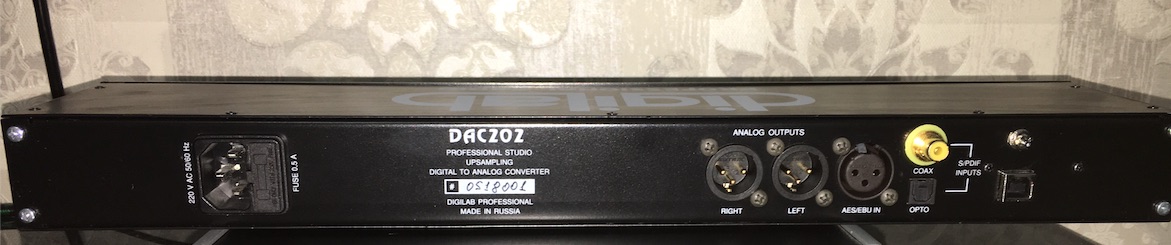 digilab
220 V AC 50/60 Hz
FUSE 0.5 A
DAC202
PROFESSIONAL STUDIO
UPSAMPLING
DIGITAL TO ANALOG CONVERTER
# 0518001
DIGILAB PROFESSIONAL
MADE IN RUSSIA
ANALOG OUTPUTS
RIGHT
LEFT
AES/EBU IN
COAX
OPTO
S/PDIF
INPUTS